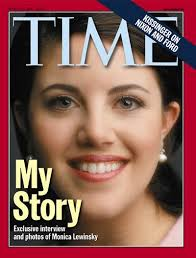 TIME
KISSINGER ON
NIXON AND FORD
My
Story
Exclusive interview
and photos of Monica Lewinsky